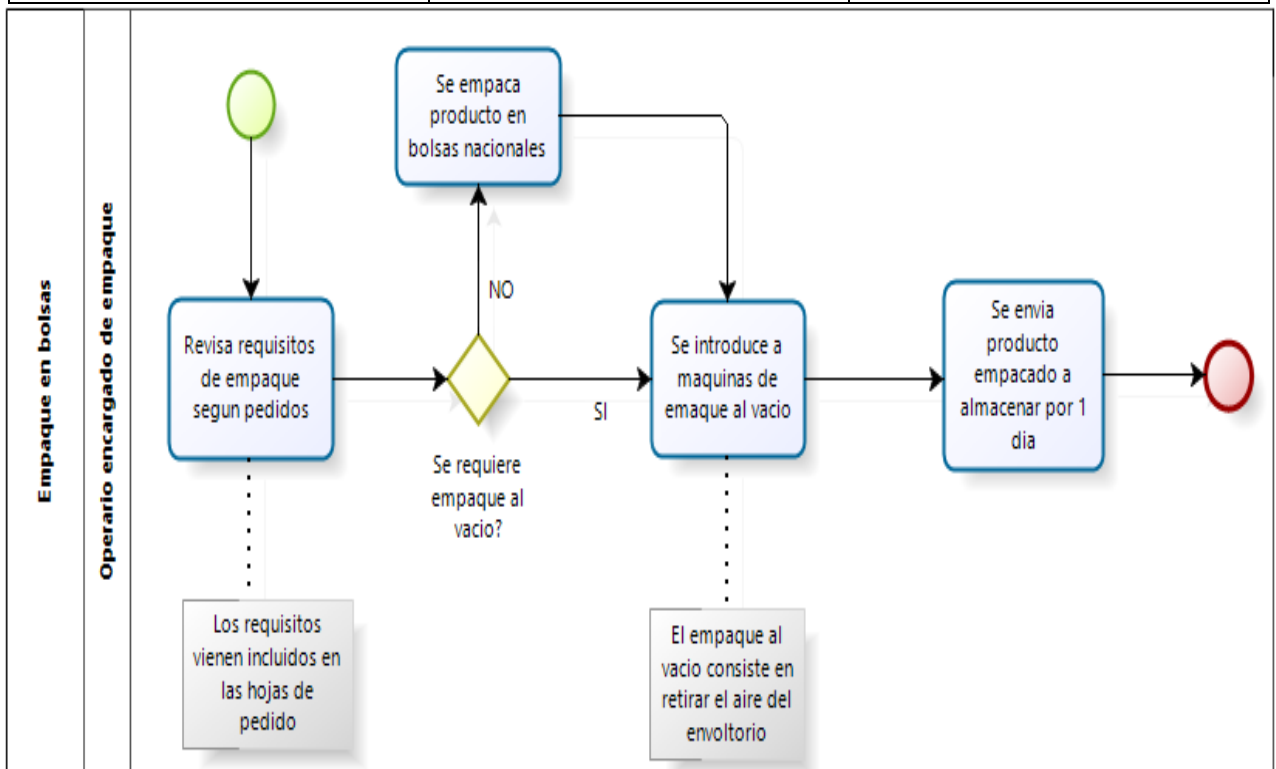 Empaque en bolsas
Operario encargado de empaque
Se empaca
producto en
bolsas nacionales
NO
Revisa requisitos
de empaque
segun pedidos
Se requiere
empaque al
vacio?
SI
Se introduce a
maquinas de
emaque al vacio
Se envia
producto
empacado a
almacenar por 1
dia
Los requisitos
vienen incluidos en
las hojas de
pedido
El empaque al
vacio consiste en
retirar el aire del
envoltorio